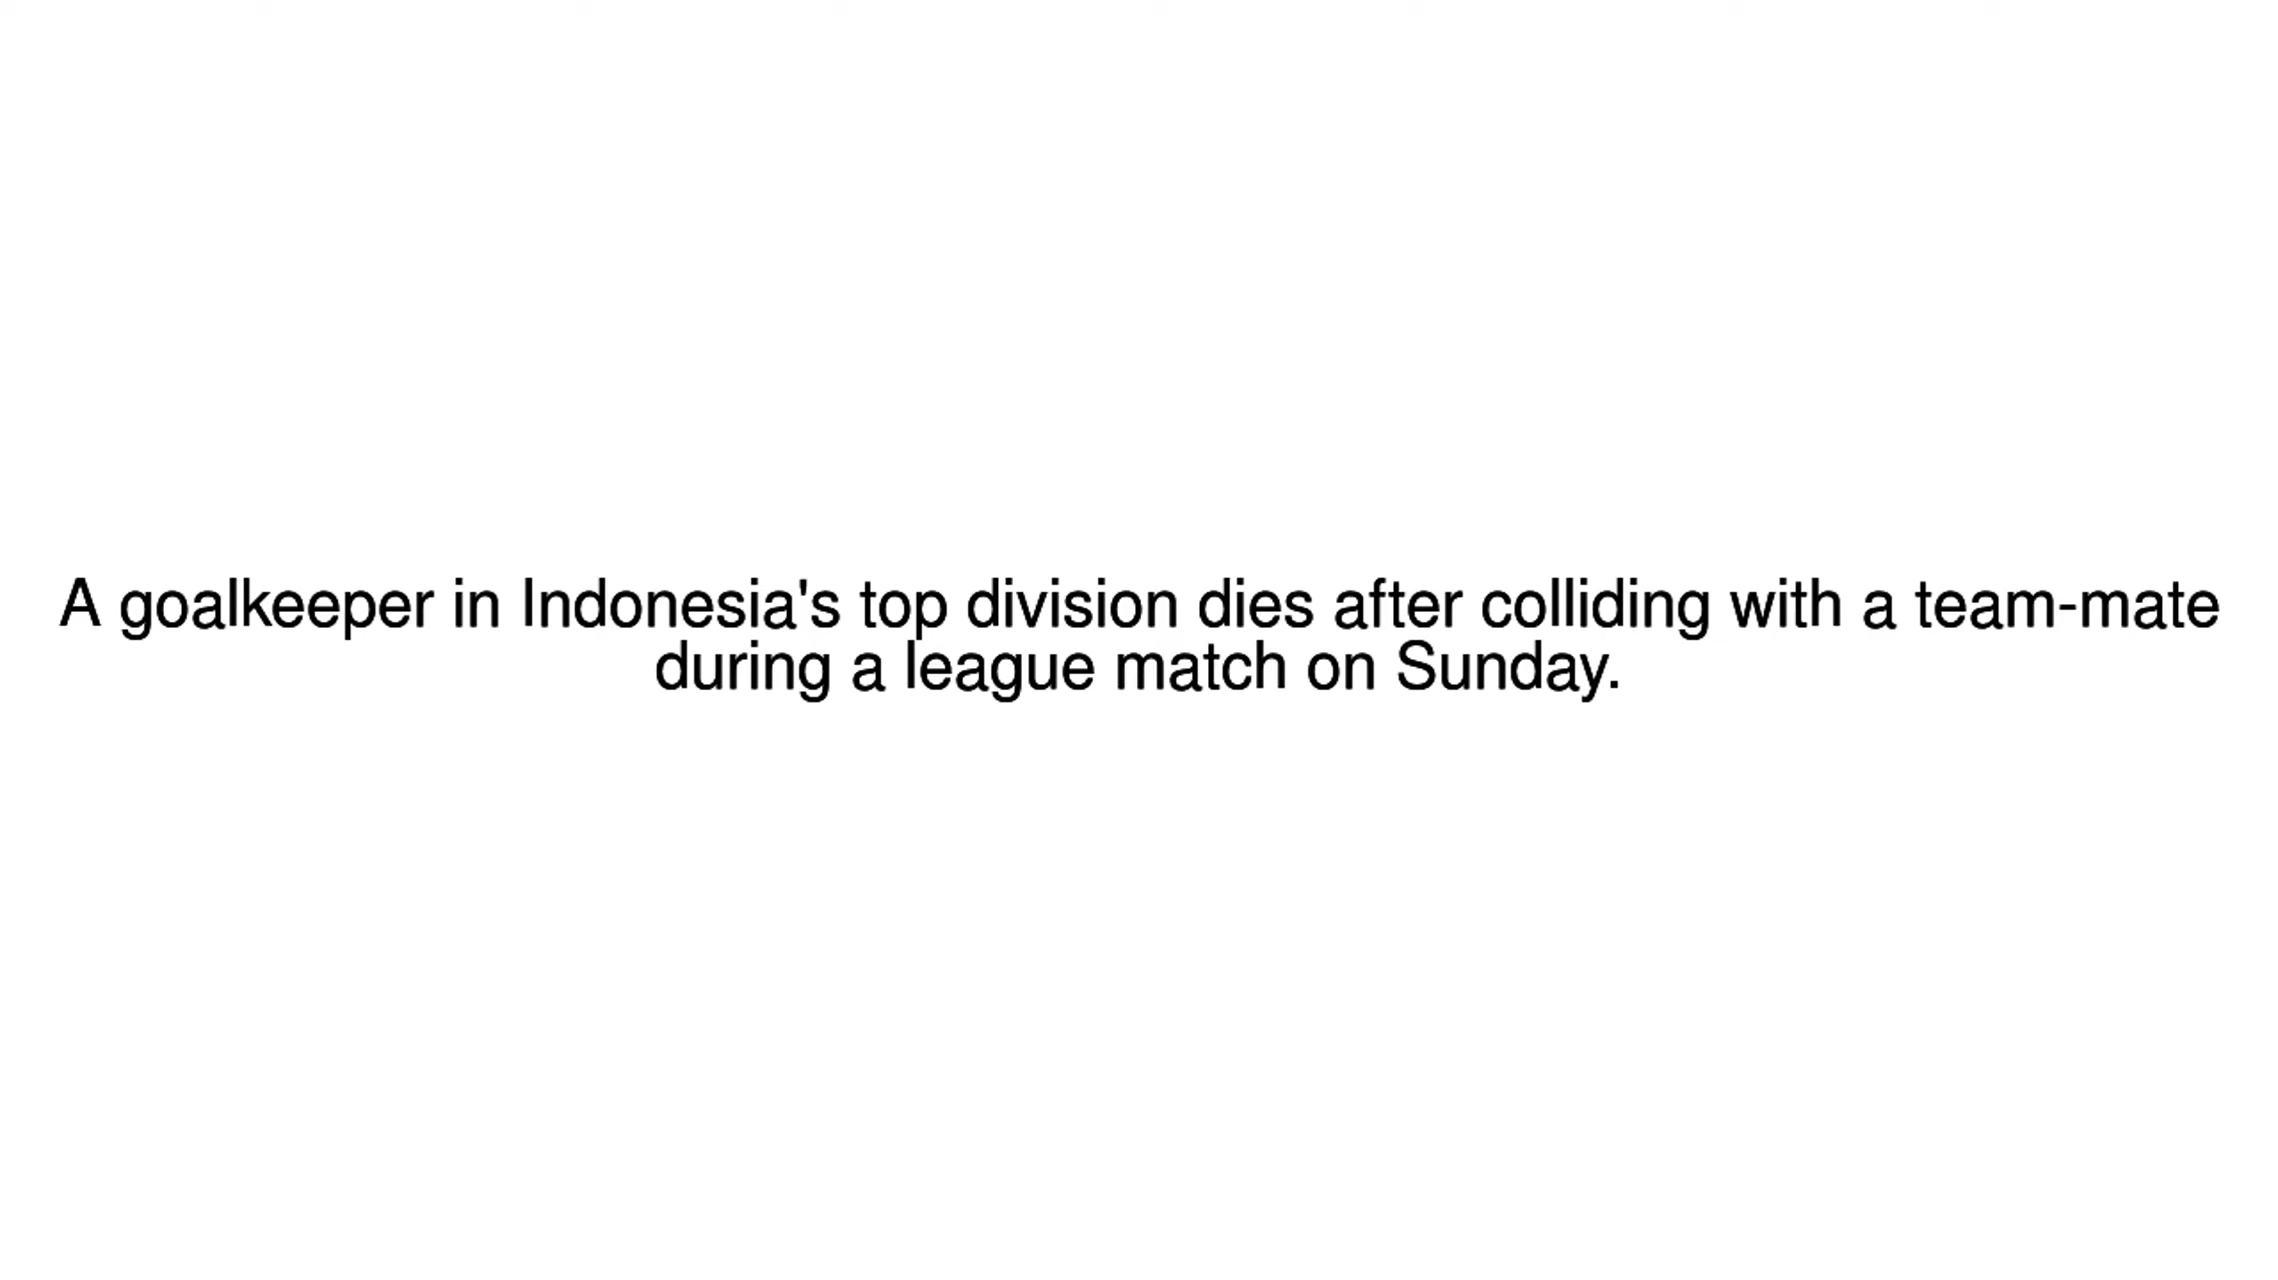 A goalkeeper in Indonesia's top division dies after colliding with a team-mate
during a league match on Sunday.